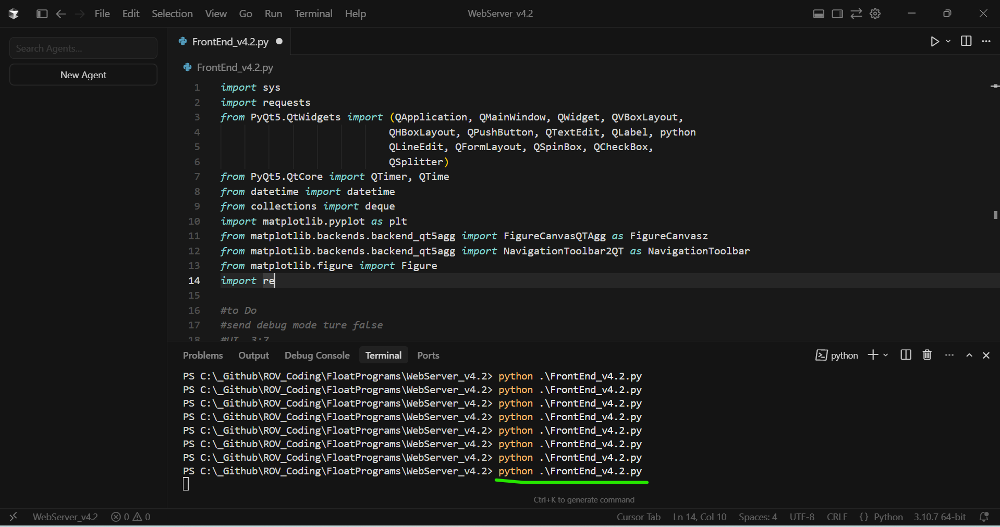 File Edit Selection View Go Run Terminal Help WebServer_v4.2
Search Agents...
New Agent
FrontEnd_v4.2.py
FrontEnd_v4.2.py
1 import sys
2 import requests
3 from PyQt5.QtWidgets import (QApplication, QMainWindow, QWidget, QVBoxLayout,
4 QHBoxLayout, QPushButton, QTextEdit, QLabel, python
5 QLineEdit, QFormLayout, QSpinBox, QCheckBox,
6 QSplitter)
7 from PyQt5.QtCore import QTimer, QTime
8 from datetime import datetime
9 from collections import deque
10 import matplotlib.pyplot as plt
11 from matplotlib.backends.backend_qt5agg import FigureCanvasQTAgg as FigureCanvasz
12 from matplotlib.backends.backend_qt5agg import NavigationToolbar2QT as NavigationToolbar
13 from matplotlib.figure import Figure
14 import re
15
16 #to Do
17 #send debug mode ture false
18 #UI 3:7
Problems Output Debug Console Terminal Ports python
PS C:\_Github\ROV_Coding\FloatPrograms\WebServer_v4.2> python .\FrontEnd_v4.2.py
PS C:\_Github\ROV_Coding\FloatPrograms\WebServer_v4.2> python .\FrontEnd_v4.2.py
PS C:\_Github\ROV_Coding\FloatPrograms\WebServer_v4.2> python .\FrontEnd_v4.2.py
PS C:\_Github\ROV_Coding\FloatPrograms\WebServer_v4.2> python .\FrontEnd_v4.2.py
PS C:\_Github\ROV_Coding\FloatPrograms\WebServer_v4.2> python .\FrontEnd_v4.2.py
PS C:\_Github\ROV_Coding\FloatPrograms\WebServer_v4.2> python .\FrontEnd_v4.2.py
PS C:\_Github\ROV_Coding\FloatPrograms\WebServer_v4.2> python .\FrontEnd_v4.2.py
PS C:\_Github\ROV_Coding\FloatPrograms\WebServer_v4.2> python .\FrontEnd_v4.2.py
Ctrl+K to generate command
WebServer_v4.2 0 0 Cursor Tab Ln 14, Col 10 Spaces: 4 UTF-8 CRLF {} Python 3.10.7 64-bit